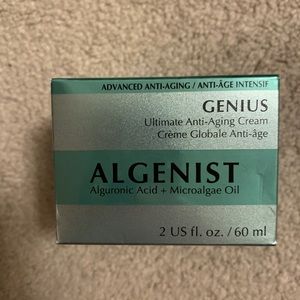 ADVANCED ANTI-AGING / ANTI-ÂGE INTENSIF
GENIUS
Ultimate Anti-Aging Cream
Crème Globale Anti-âge
ALGENIST
Alguronic Acid + Microalgae Oil
2 US fl. oz. / 60 ml